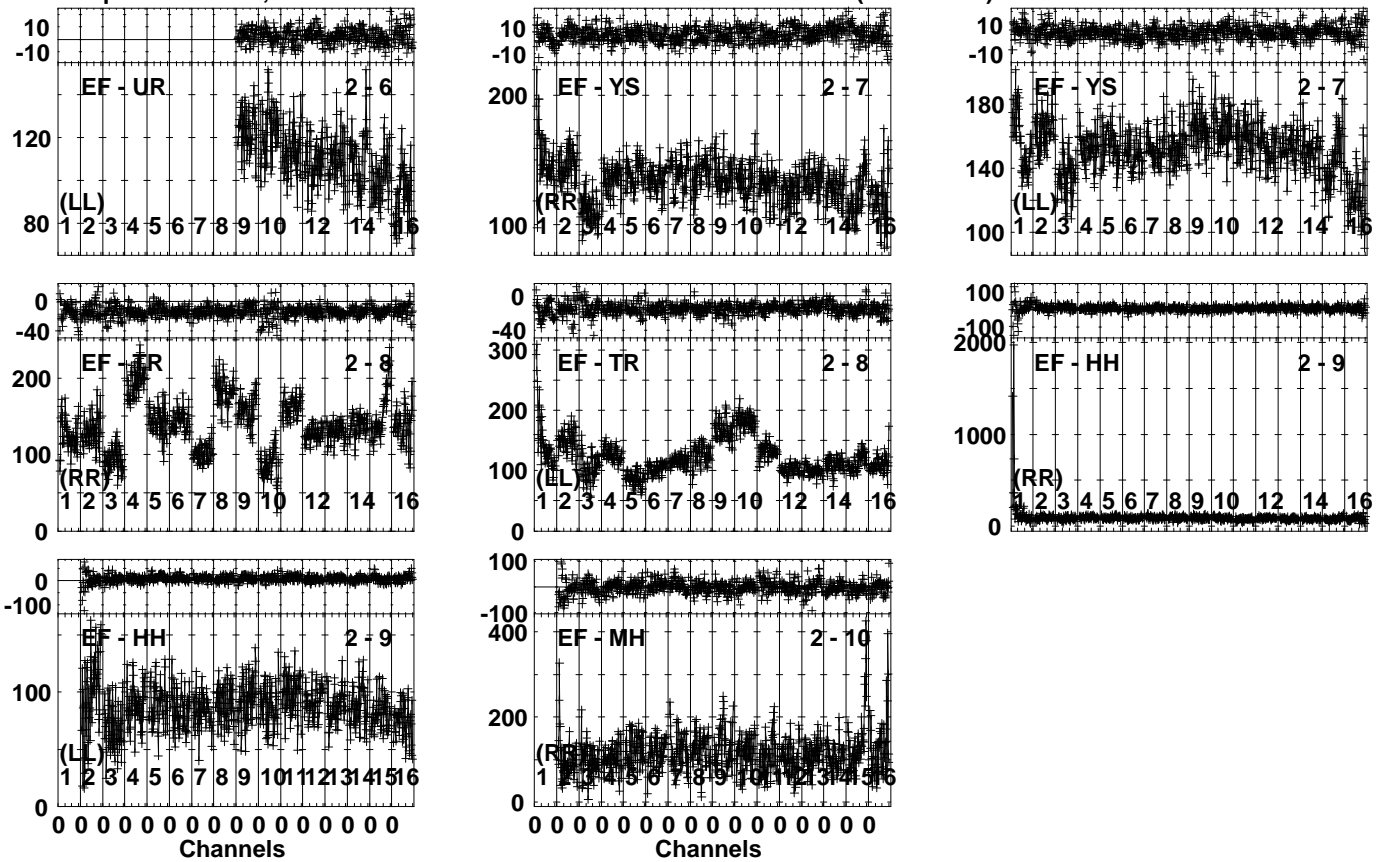 10
-10
EF - UR 2 - 6
120
80
(LL)
1 2 3 4 5 6 7 8 9 10 12 14 16
10
-10
EF - YS 2 - 7
200
100
(RR)
1 2 3 4 5 6 7 8 9 10 12 14 16
10
-10
EF - YS 2 - 7
180
140
100
(LL)
1 2 3 4 5 6 7 8 9 10 12 14 16
0
-40
EF - TR 2 - 8
200
100
0
(RR)
1 2 3 4 5 6 7 8 9 10 12 14 16
0
-40
EF - TR 2 - 8
300
200
100
0
(LL)
1 2 3 4 5 6 7 8 9 10 12 14 16
100
-100
EF - HH 2 - 9
2000
1000
0
(RR)
1 2 3 4 5 6 7 8 9 10 12 14 16
0
-100
EF - HH 2 - 9
100
0
(LL)
1 2 3 4 5 6 7 8 9 10 11 12 13 14 15 16
0 0 0 0 0 0 0 0 0 0 0 0 0 0 0 0
Channels
100
-100
EF - MH 2 - 10
400
200
0
(RR)
1 2 3 4 5 6 7 8 9 10 11 12 13 14 15 16
0 0 0 0 0 0 0 0 0 0 0 0 0 0 0 0
Channels